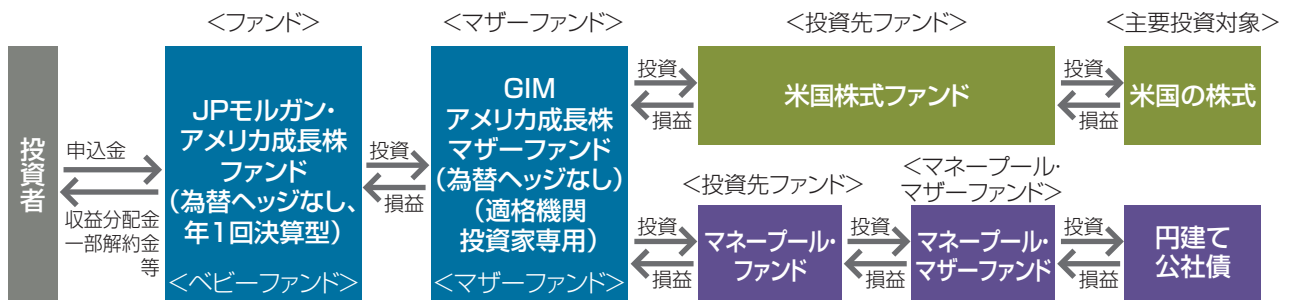 <ファンド>
<マザーファンド>
<投資先ファンド>
<主要投資対象>
投資者
申込金
収益分配金
一部解約金
等
JPモルガン・
アメリカ成長株
ファンド
(為替ヘッジなし、
年1回決算型)
<ベビーファンド>
投資
損益
GIM
アメリカ成長株
マザーファンド
(為替ヘッジなし)
(適格機関
投資家専用)
<マザーファンド>
投資
損益
米国株式ファンド
投資
損益
米国の株式
<投資先ファンド>
<マネープール・
マザーファンド>
投資
損益
マネープール・
ファンド
投資
損益
マネープール・
マザーファンド
投資
損益
円建て
公社債